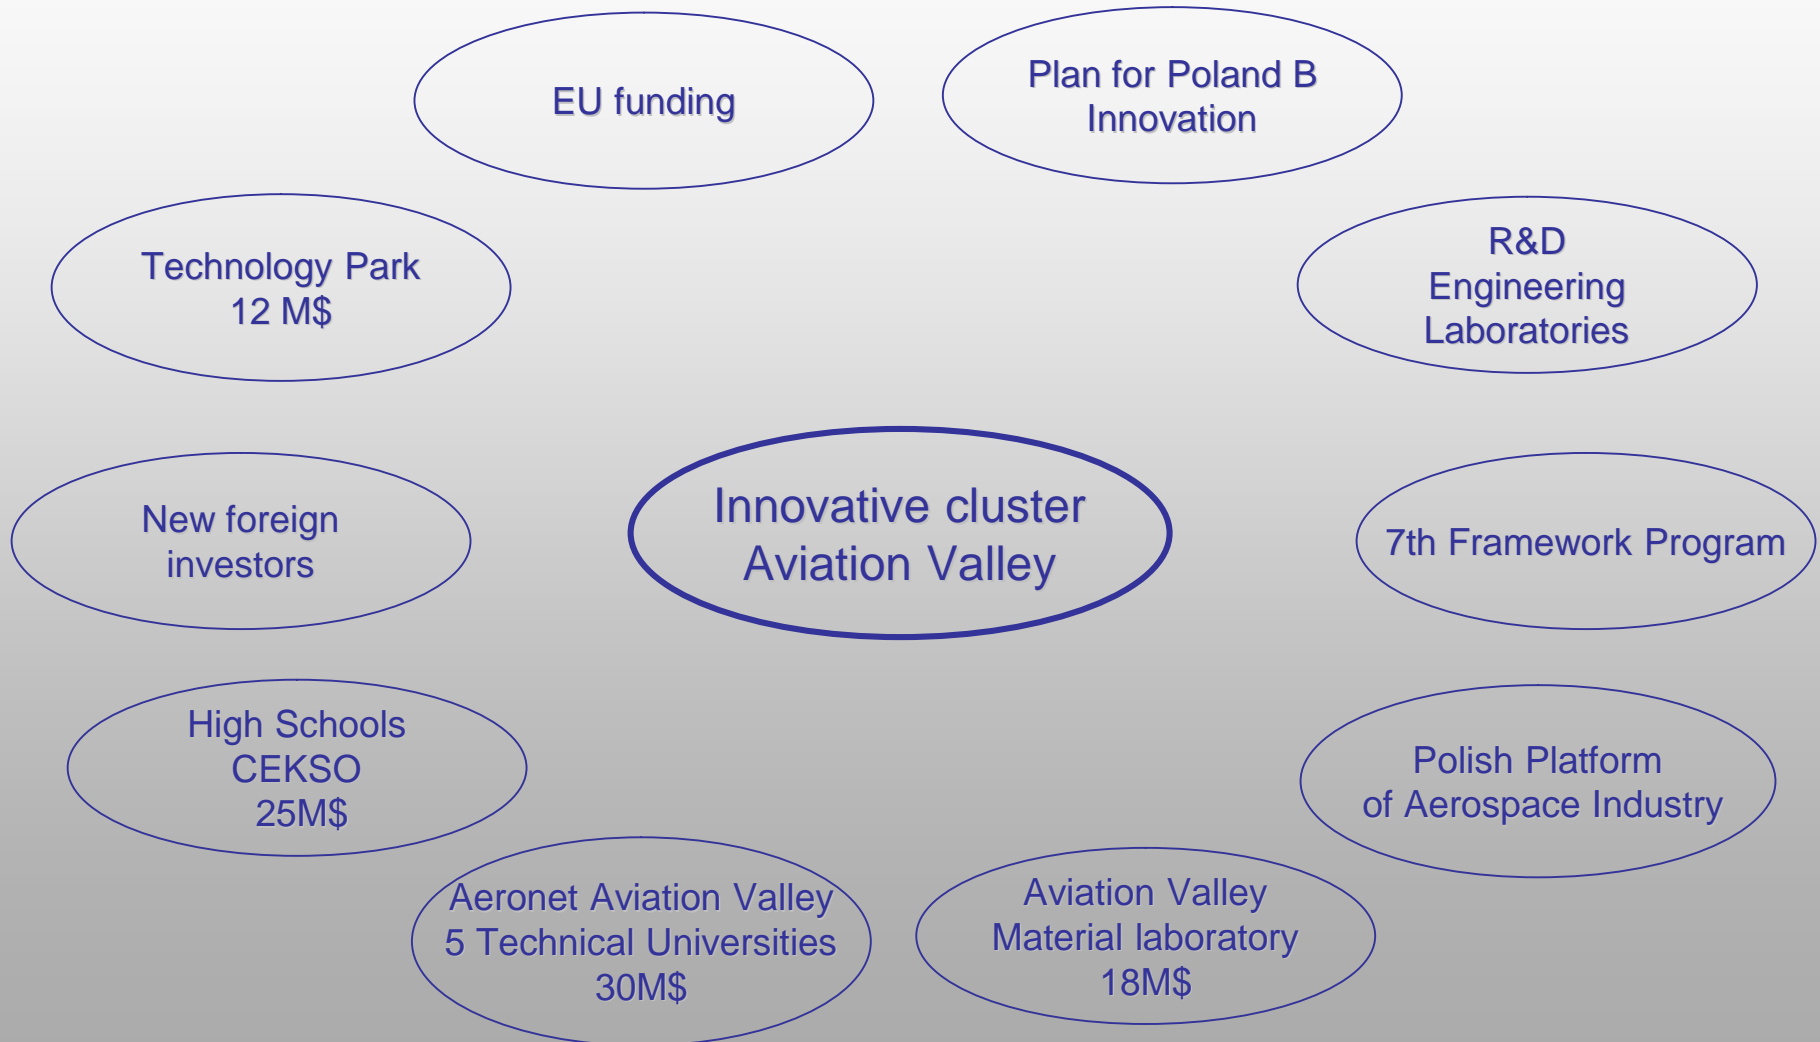 EU funding
Plan for Poland B
Innovation
Technology Park
12 M$
R&D
Engineering
Laboratories
New foreign
investors
Innovative cluster
Aviation Valley
7th Framework Program
High Schools
CEKSO
25M$
Polish Platform
of Aerospace Industry
Aeronet Aviation Valley
5 Technical Universities
30M$
Aviation Valley
Material laboratory
18M$